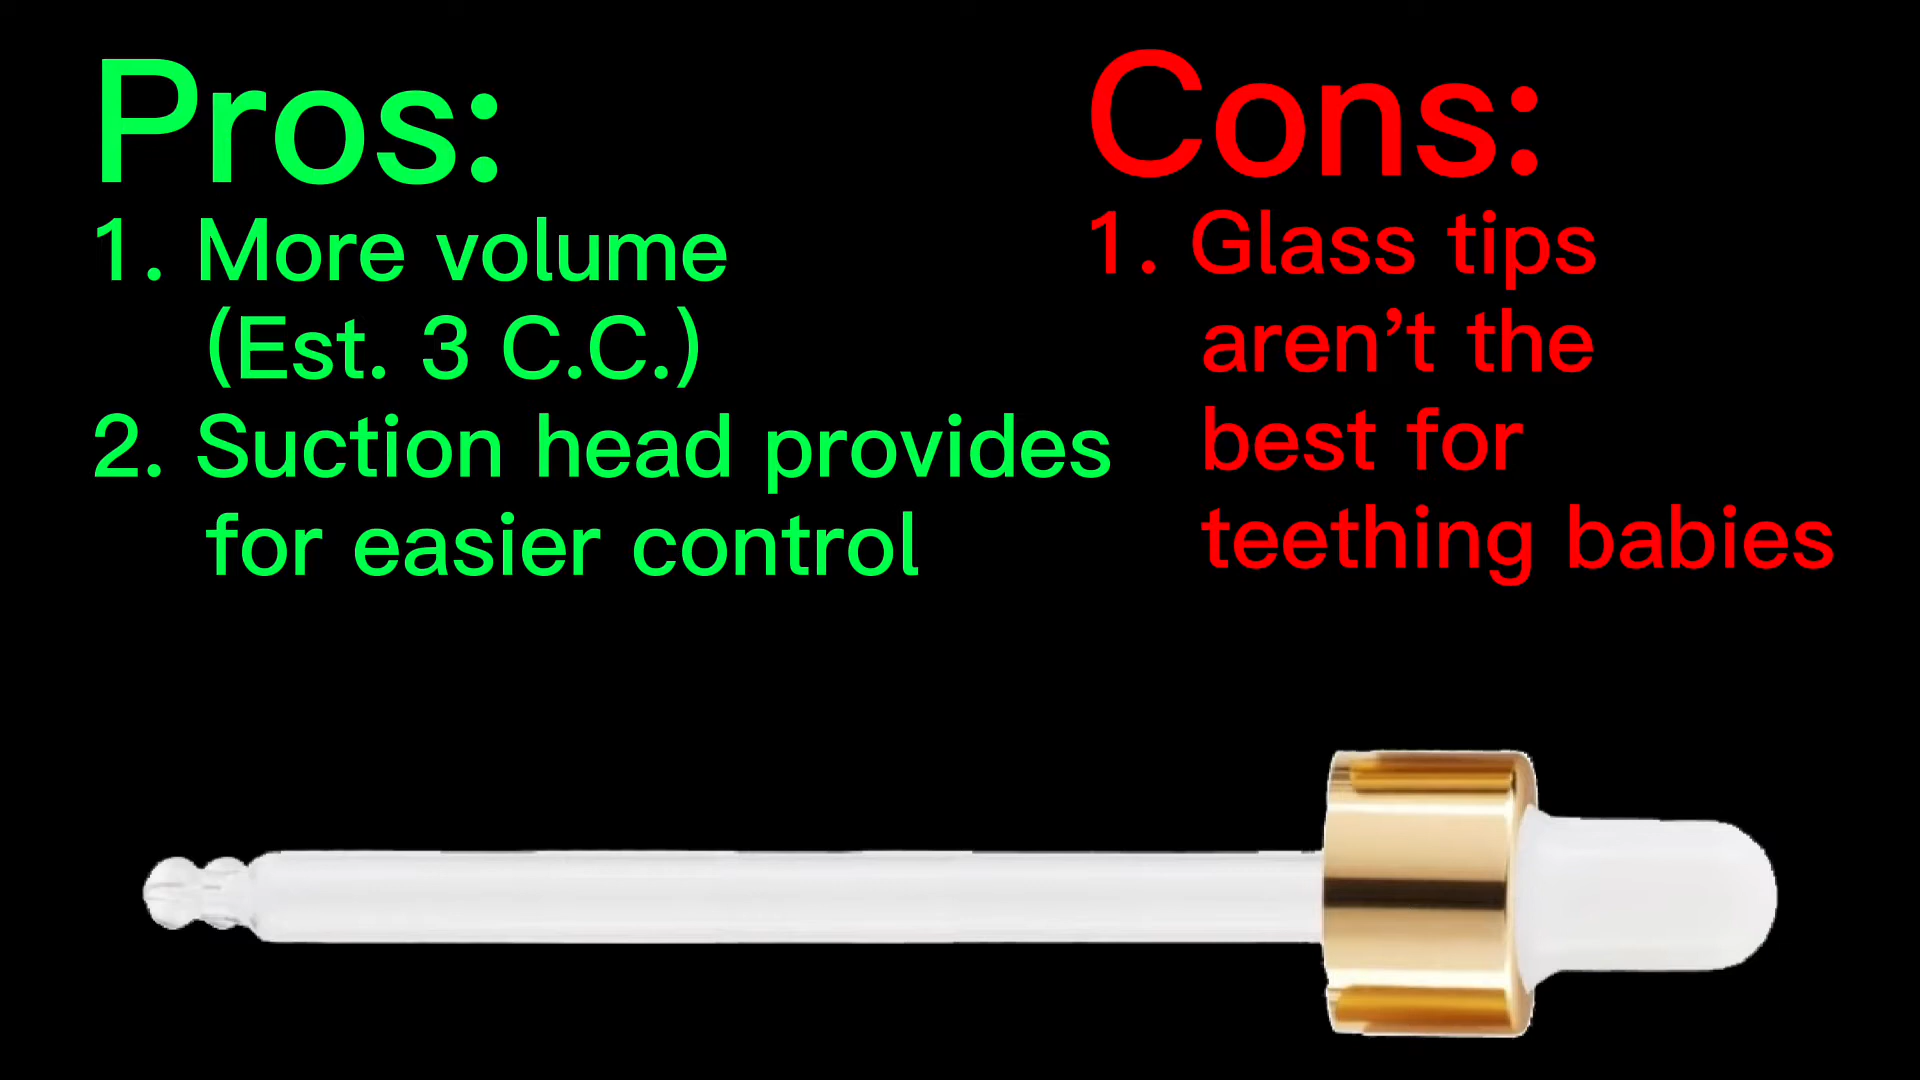 Pros:
1. More volume
(Est. 3 C.C.)
2. Suction head provides
for easier control
Cons:
1. Glass tips
aren’t the
best for
teething babies